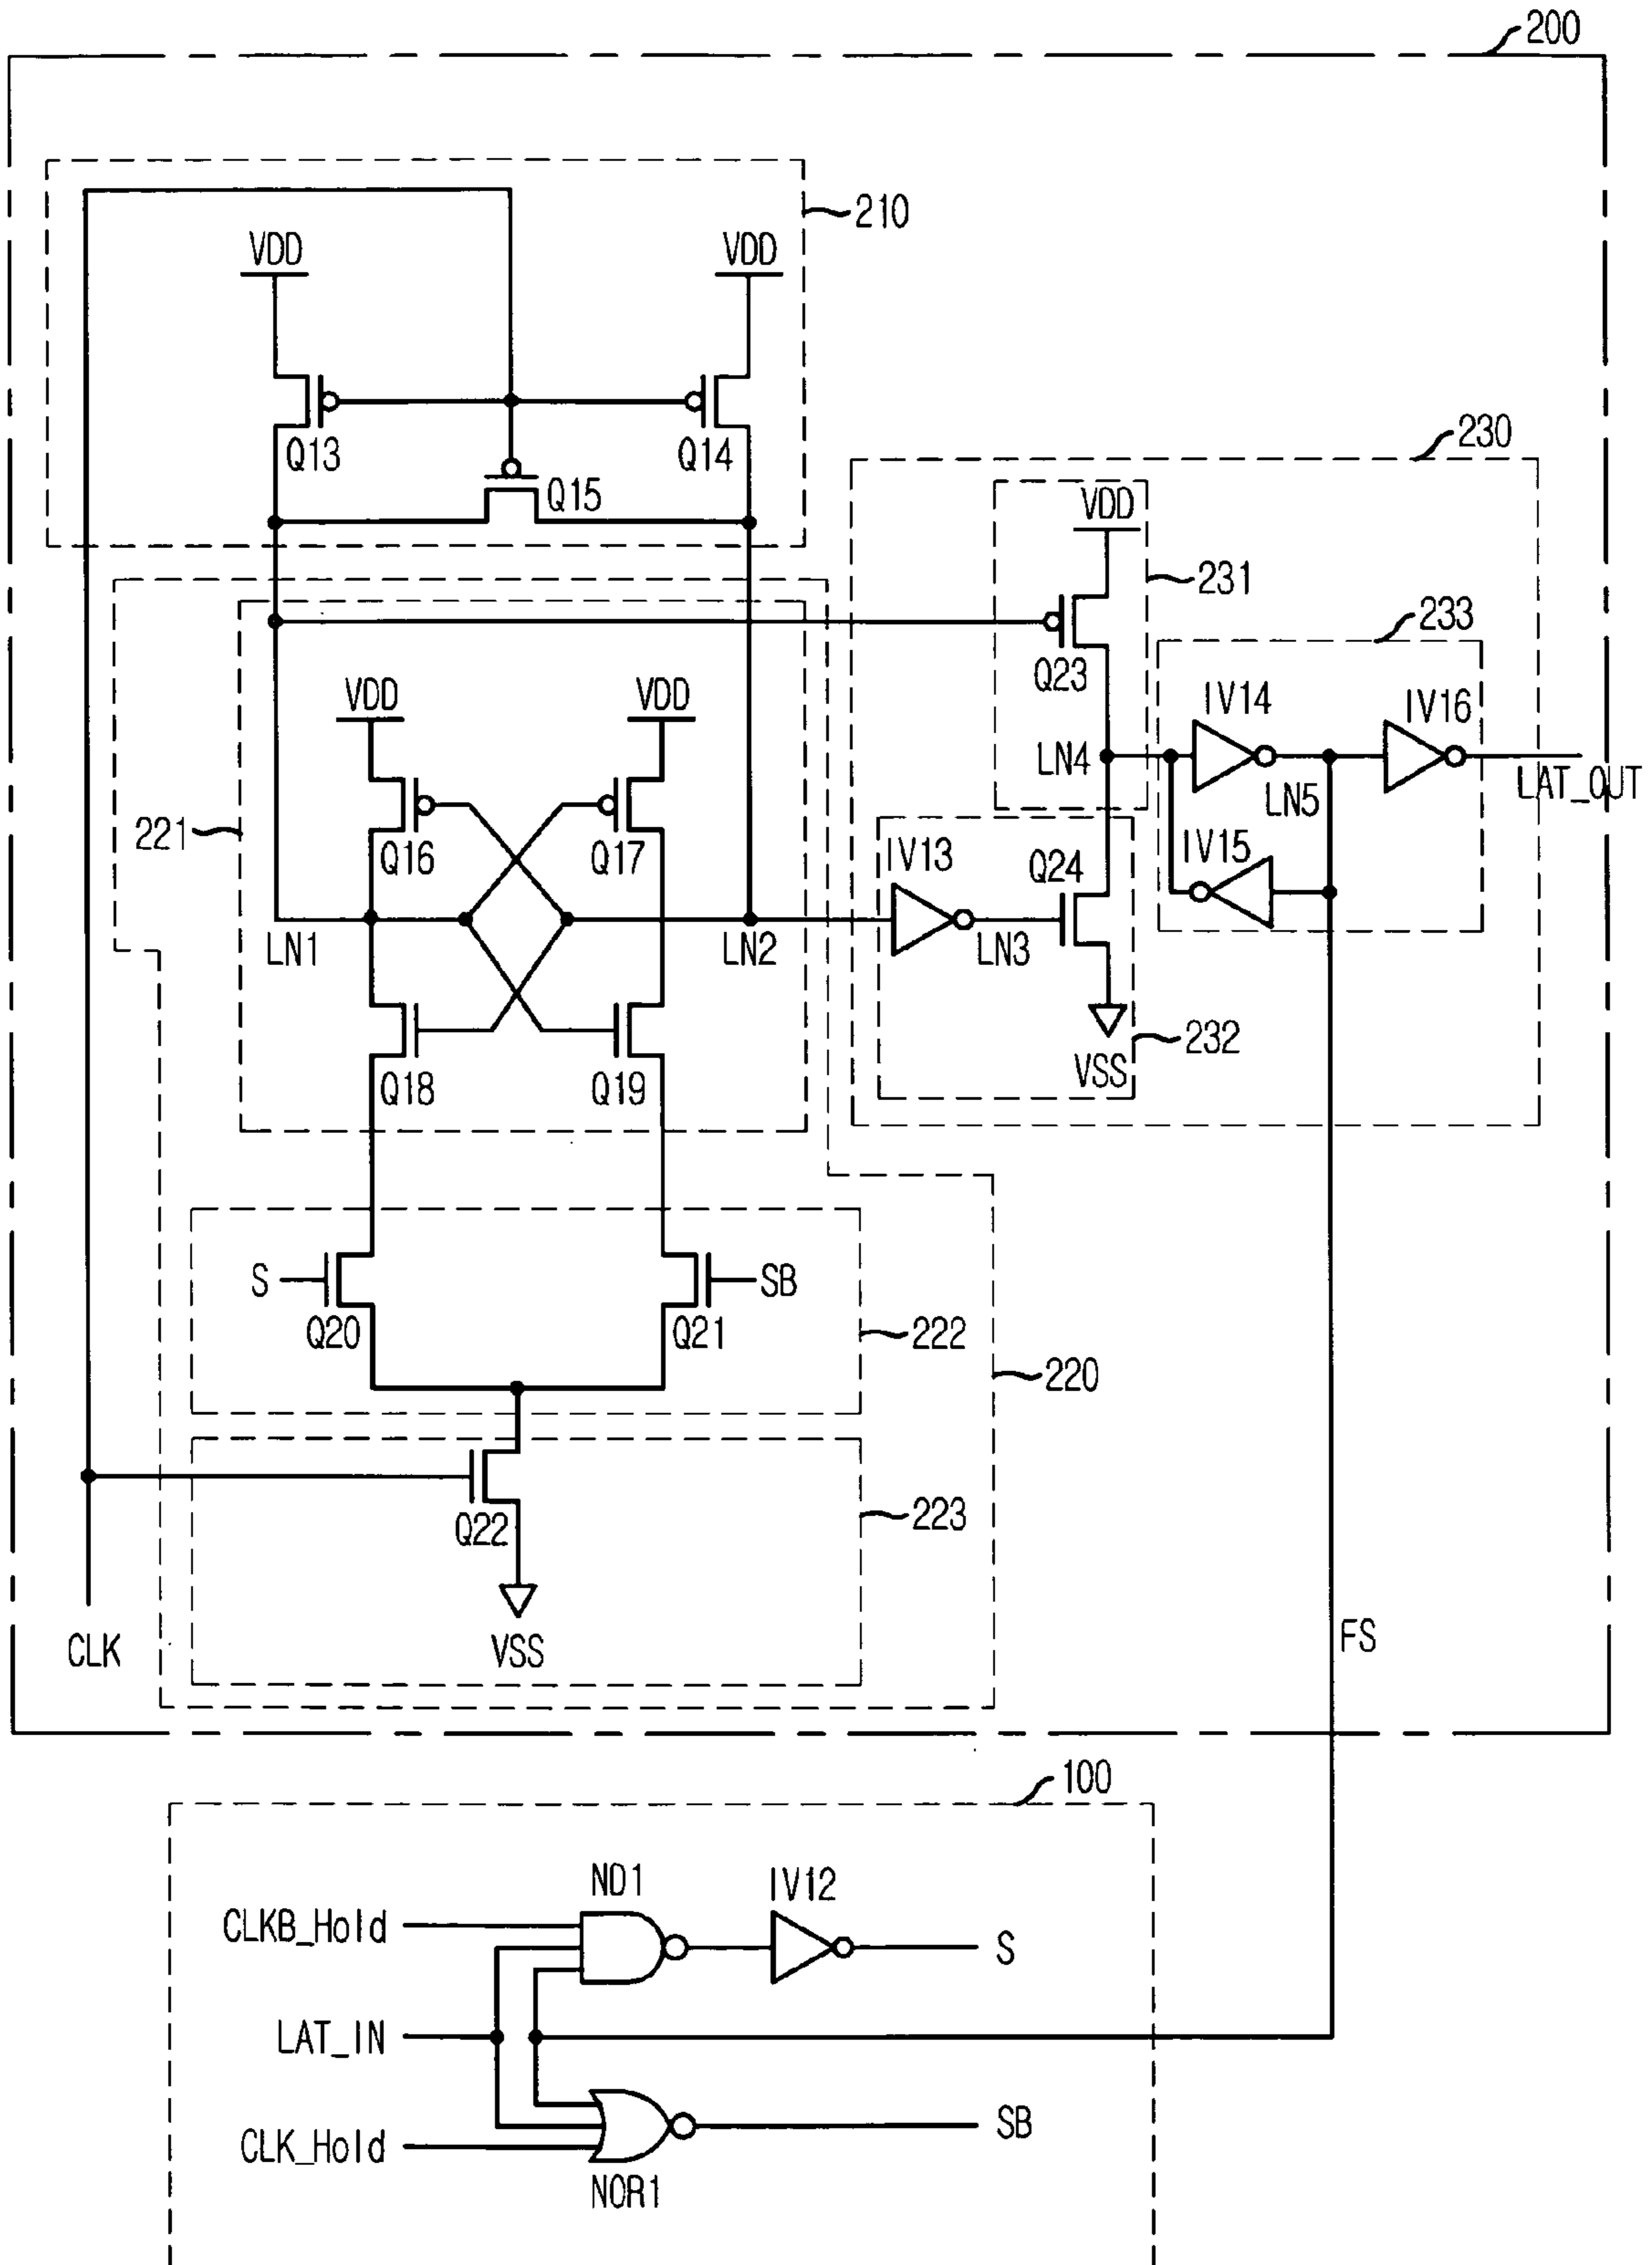 200
210
VDD VDD
Q13 Q14
Q15
230
VDD
231
233
Q23
VDD VDD
IV14 IV16
LN4
LN5 LAT_OUT
221
Q16 Q17
IV13 Q24 IV15
LN1 LN2 LN3
232
VSS
Q18 Q19
S SB
Q20 Q21
222
220
Q22
223
CLK VSS
FS
100
ND1 IV12
CLKB_Hold
S
LAT_IN
SB
CLK_Hold
NOR1